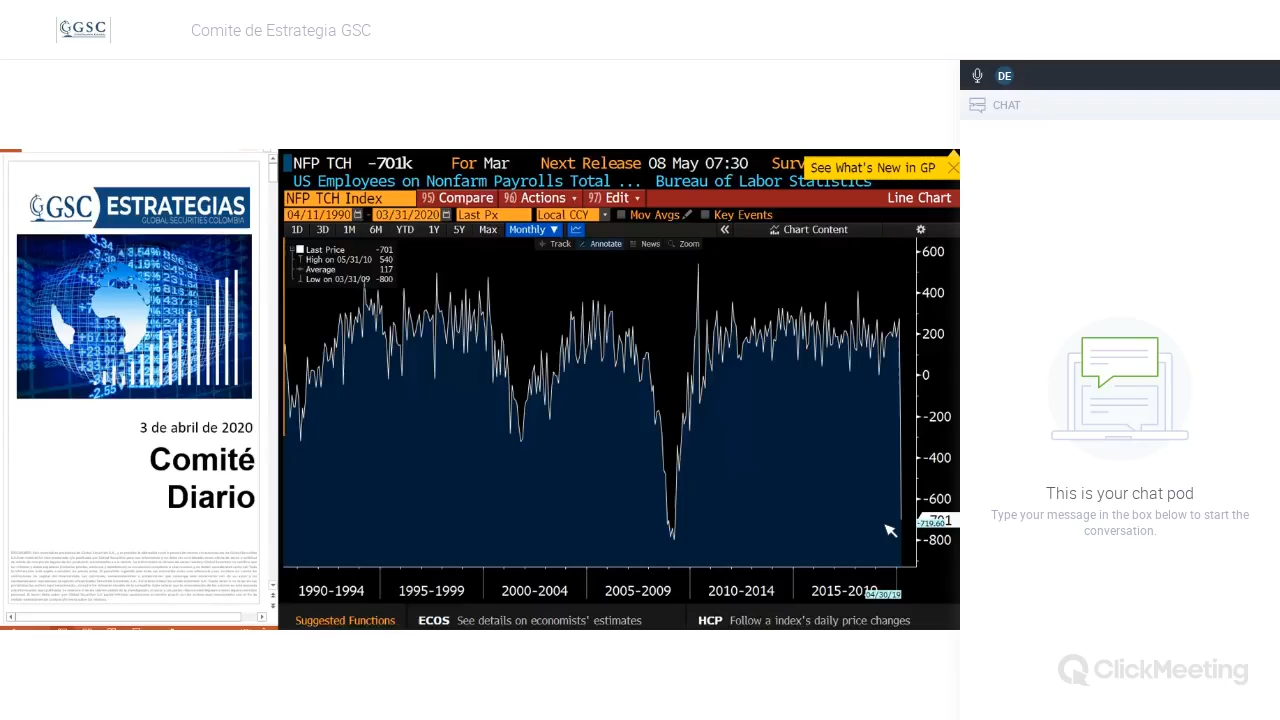 GSC
Comite de Estrategia GSC
DE
CHAT
GSC ESTRATEGIAS
GLOBAL SECURITIES COLOMBIA
3 de abril de 2020
Comité
Diario
NFP TCH -701k For Mar Next Release 08 May 07:30 Surv
See What's New in GP
US Employees on Nonfarm Payrolls Total ... Bureau of Labor Statistics
NFP TCH Index 95) Compare 96) Actions 97) Edit Line Chart
04/11/1990 - 03/31/2020 Last Px Local CCY Mov Avgs Key Events
1D 3D 1M 6M YTD 1Y 5Y Max Monthly ▼ « Chart Content
Track Annotate News Zoom
Last Price -701
High on 05/31/10 540
Average 117
Low on 03/31/09 -800
600
400
200
0
-200
-400
-600
-701
-719.60
-800
1990-1994 1995-1999 2000-2004 2005-2009 2010-2014 2015-20
04/30/19
Suggested Functions ECOS See details on economists' estimates HCP Follow a index's daily price changes
This is your chat pod
Type your message in the box below to start the
conversation.
ClickMeeting